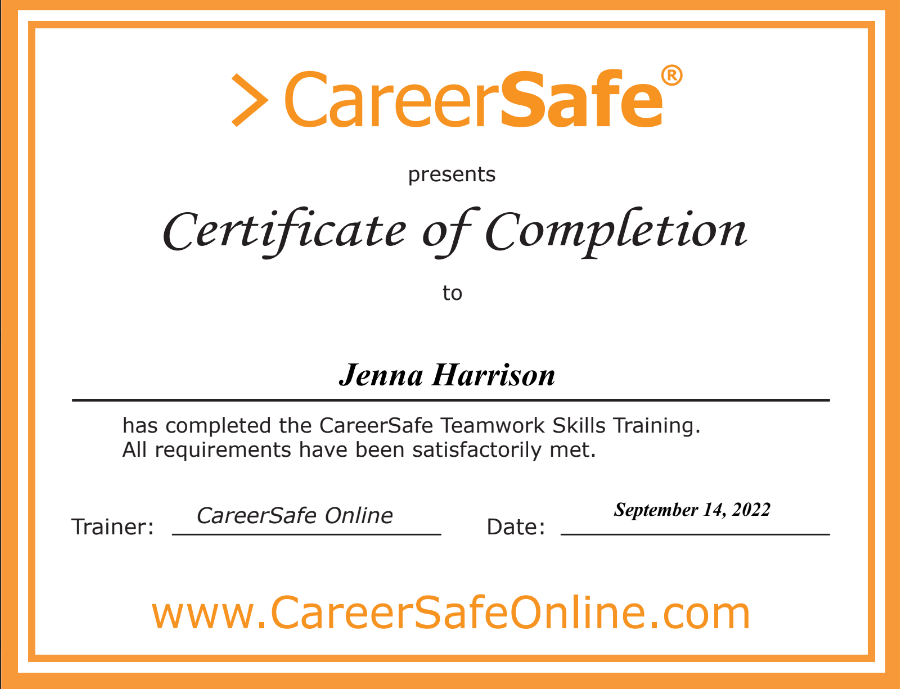 > CareerSafe®
presents
Certificate of Completion
to
Jenna Harrison
has completed the CareerSafe Teamwork Skills Training.
All requirements have been satisfactorily met.
Trainer: CareerSafe Online Date: September 14, 2022
www.CareerSafeOnline.com